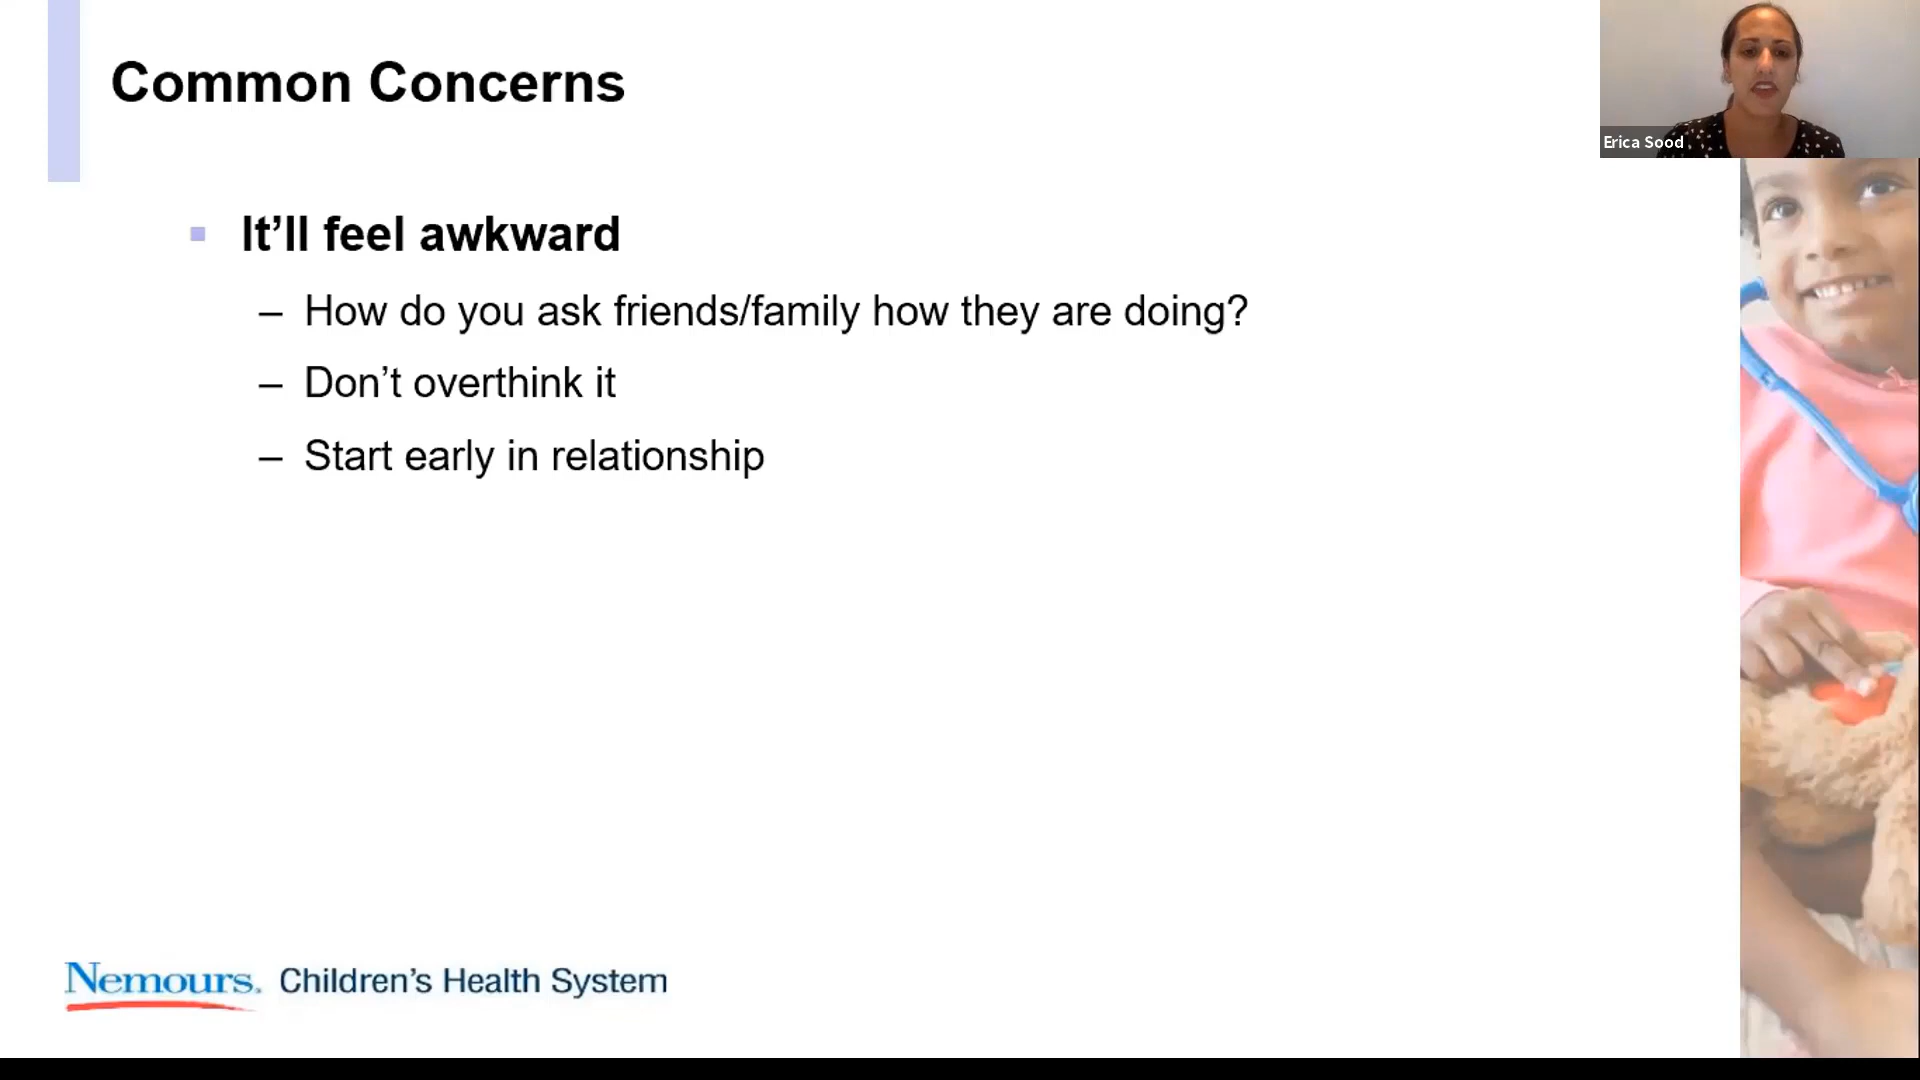 Common Concerns
Erica Sood
▪ It’ll feel awkward
– How do you ask friends/family how they are doing?
– Don’t overthink it
– Start early in relationship
Nemours. Children’s Health System